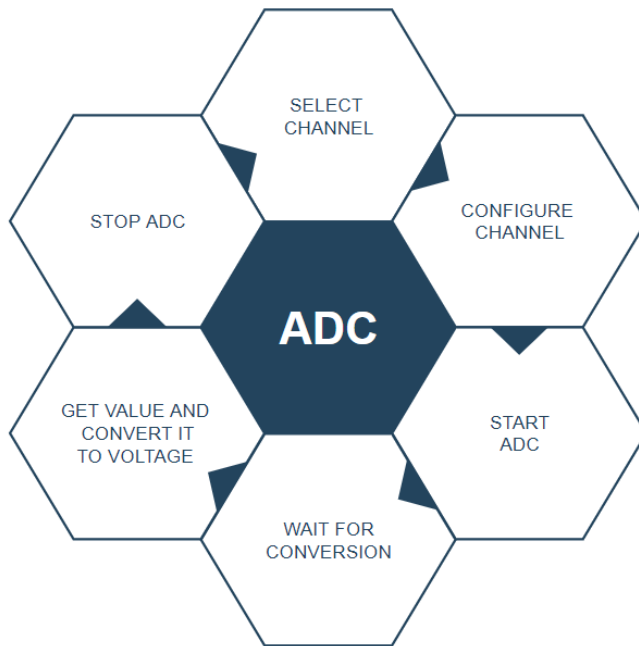 SELECT
CHANNEL
CONFIGURE
CHANNEL
START
ADC
WAIT FOR
CONVERSION
GET VALUE AND
CONVERT IT
TO VOLTAGE
STOP ADC
ADC